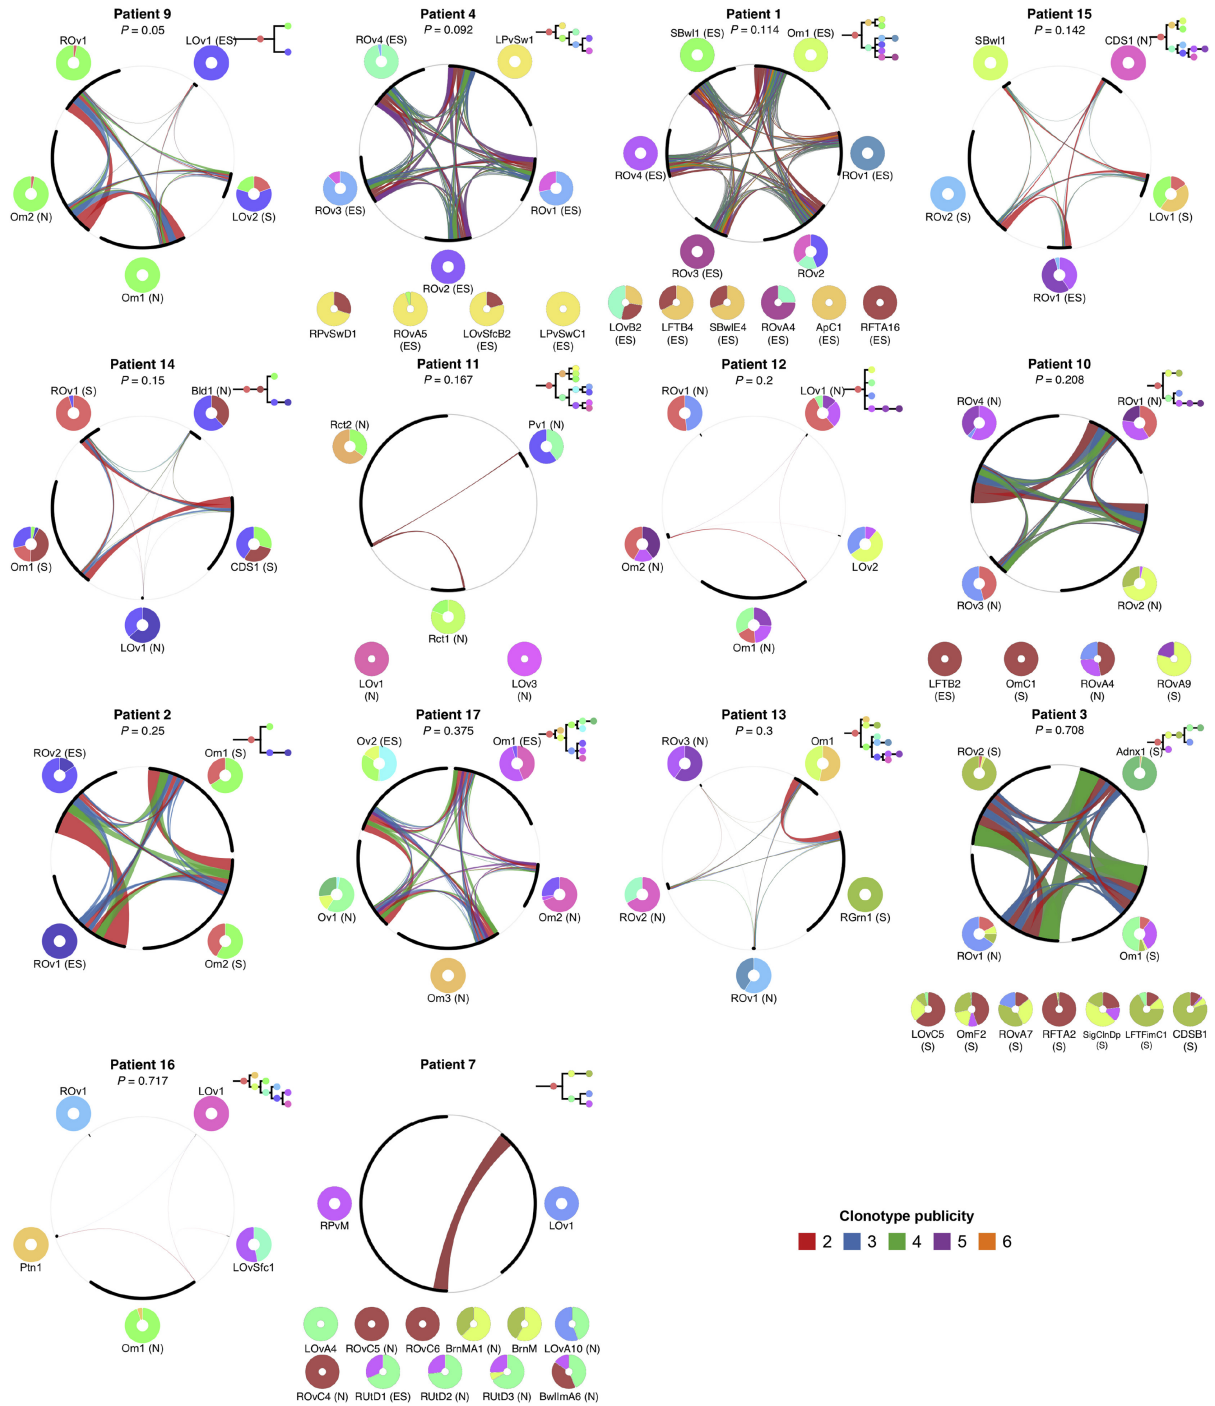 Patient 9
P = 0.05
ROv1
LOv1 (ES)
Om2 (N)
LOv2 (S)
Om1 (N)
Patient 4
P = 0.092
ROv4 (ES)
LPvSw1
ROv3 (ES)
ROv1 (ES)
ROv2 (ES)
RPvSwD1
ROvA5 (ES)
LOvSfcB2 (ES)
LPvSwC1 (ES)
Patient 1
P = 0.114
SBwl1 (ES)
Om1 (ES)
ROv4 (ES)
ROv1 (ES)
ROv3 (ES)
ROv2
LOvB2 (ES)
LFTB4 (ES)
SBwlE4 (ES)
ROvA4 (ES)
ApC1 (ES)
RFTA16 (ES)
Patient 15
P = 0.142
SBwl1
CDS1 (N)
ROv2 (S)
LOv1 (S)
ROv1 (ES)
Patient 14
P = 0.15
ROv1 (S)
Bld1 (N)
Om1 (S)
CDS1 (S)
LOv1 (N)
Patient 11
P = 0.167
Rct2 (N)
Pv1 (N)
Rct1 (N)
LOv1 (N)
LOv3 (N)
Patient 12
P = 0.2
ROv1 (N)
LOv1 (N)
Om2 (N)
LOv2
Om1 (N)
Patient 10
P = 0.208
ROv4 (N)
ROv1 (N)
ROv3 (N)
ROv2 (N)
LFTB2 (ES)
OmC1 (S)
ROvA4 (N)
ROvA9 (S)
Patient 2
P = 0.25
ROv2 (ES)
Om1 (S)
ROv1 (ES)
Om2 (S)
Patient 17
P = 0.375
Ov2 (ES)
Om1 (ES)
Ov1 (N)
Om2 (N)
Om3 (N)
Patient 13
P = 0.3
ROv3 (N)
Om1
ROv2 (N)
RGrn1 (S)
ROv1 (N)
Patient 3
P = 0.708
ROv2 (S)
Adnx1 (S)
ROv1 (N)
Om1 (S)
LOvC5 (S)
OmF2 (S)
ROvA7 (S)
RFTA2 (S)
SigClnDp (S)
LFTFimC1 (S)
CDSB1 (S)
Patient 16
P = 0.717
ROv1
LOv1
Ptn1
LOvSfc1
Om1 (N)
Patient 7
RPvM
LOv1
LOvA4
ROvC5 (N)
ROvC6
BrnMA1 (N)
BrnM
LOvA10 (N)
ROvC4 (N)
RUtD1 (ES)
RUtD2 (N)
RUtD3 (N)
BwllmA6 (N)
Clonotype publicity
2 3 4 5 6